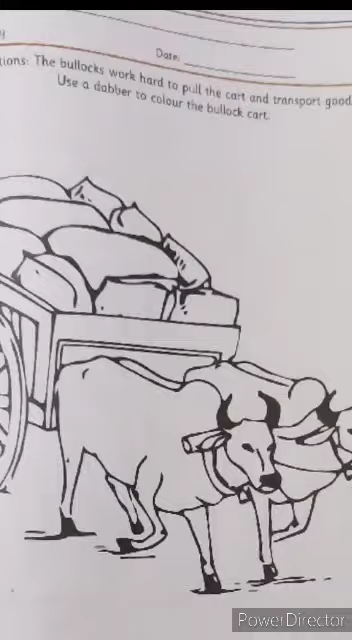 Date:
tions: The bullocks work hard to pull the cart and transport good
Use a dabber to colour the bullock cart.
PowerDirector